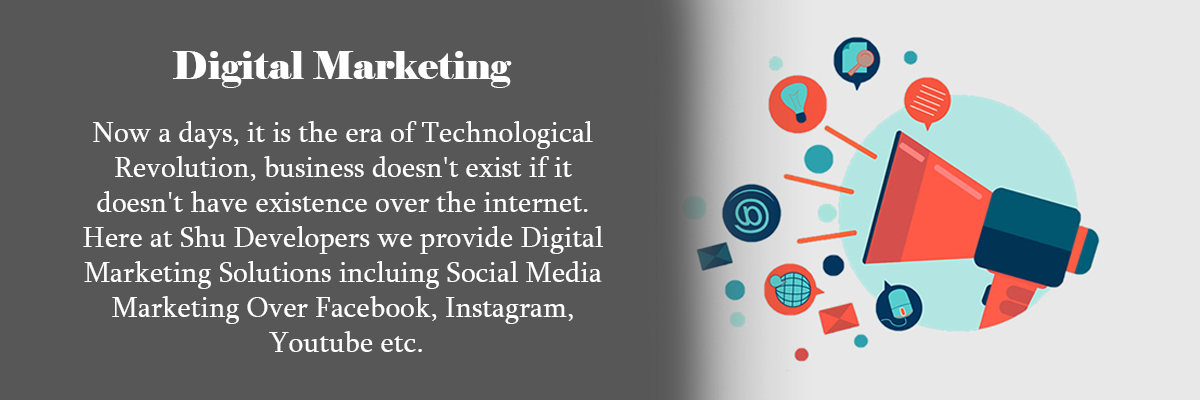 Digital Marketing
Now a days, it is the era of Technological
Revolution, business doesn't exist if it
doesn't have existence over the internet.
Here at Shu Developers we provide Digital
Marketing Solutions incluing Social Media
Marketing Over Facebook, Instagram,
Youtube etc.
@